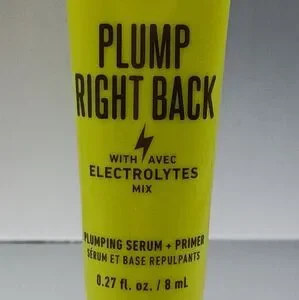 PLUMP
RIGHT BACK
WITH AVEC
ELECTROLYTES
MIX
PLUMPING SERUM + PRIMER
SÉRUM ET BASE REPULPANTS
0.27 fl. oz. / 8 mL